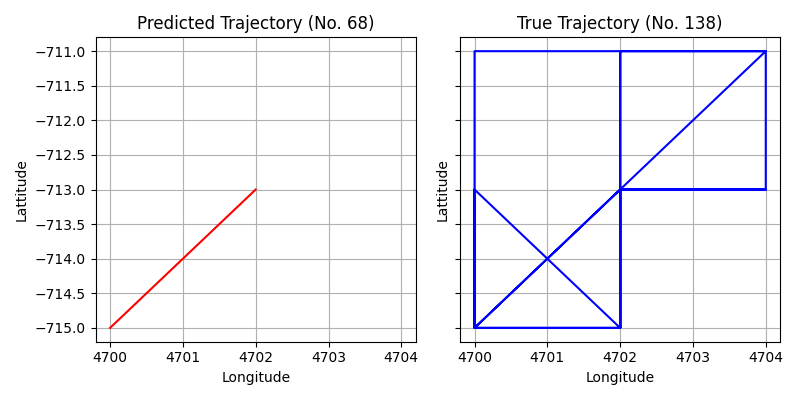 Predicted Trajectory (No. 68)
Lattitude
−711.0
−711.5
−712.0
−712.5
−713.0
−713.5
−714.0
−714.5
−715.0
4700 4701 4702 4703 4704
Longitude
True Trajectory (No. 138)
Lattitude
4700 4701 4702 4703 4704
Longitude